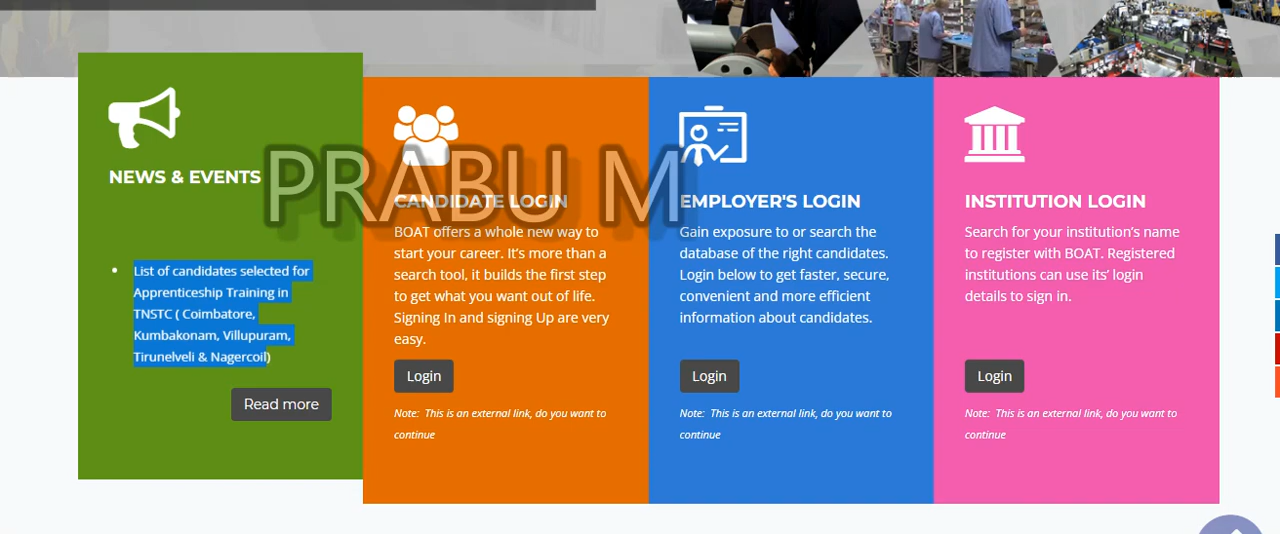 NEWS & EVENTS
List of candidates selected for
Apprenticeship Training in
TNSTC ( Coimbatore,
Kumbakonam, Villupuram,
Tirunelveli & Nagercoil)
Read more
PRABU M
CANDIDATE LOGIN
BOAT offers a whole new way to
start your career. It's more than a
search tool, it builds the first step
to get what you want out of life.
Signing In and signing Up are very
easy.
Login
Note: This is an external link, do you want to
continue
EMPLOYER'S LOGIN
Gain exposure to or search the
database of the right candidates.
Login below to get faster, secure,
convenient and more efficient
information about candidates.
Login
Note: This is an external link, do you want to
continue
INSTITUTION LOGIN
Search for your institution's name
to register with BOAT. Registered
institutions can use its' login
details to sign in.
Login
Note: This is an external link, do you want to
continue